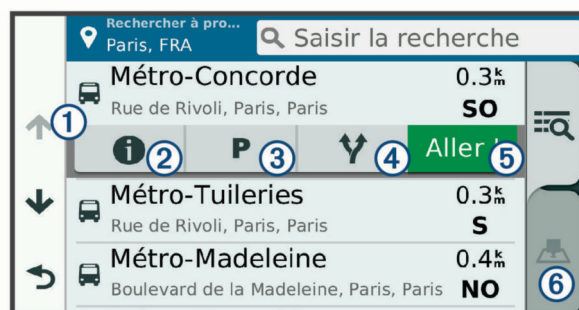 Rechercher à pro...
Paris, FRA
Saisir la recherche
Métro-Concorde 0.3km
Rue de Rivoli, Paris, Paris SO
1
2 P 3 4 Aller ! 5
Métro-Tuileries 0.3km
Rue de Rivoli, Paris, Paris S
Métro-Madeleine 0.4km
Boulevard de la Madeleine, Paris, Paris NO
6